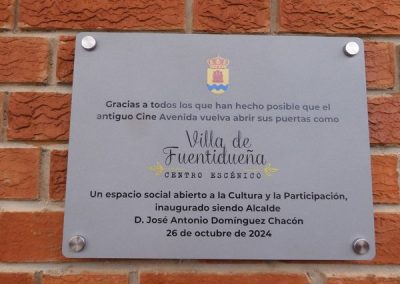 Gracias a todos los que han hecho posible que el
antiguo Cine Avenida vuelva abrir sus puertas como
Villa de
Fuentidueña
CENTRO ESCÉNICO
Un espacio social abierto a la Cultura y la Participación,
inaugurado siendo Alcalde
D. José Antonio Domínguez Chacón
26 de octubre de 2024